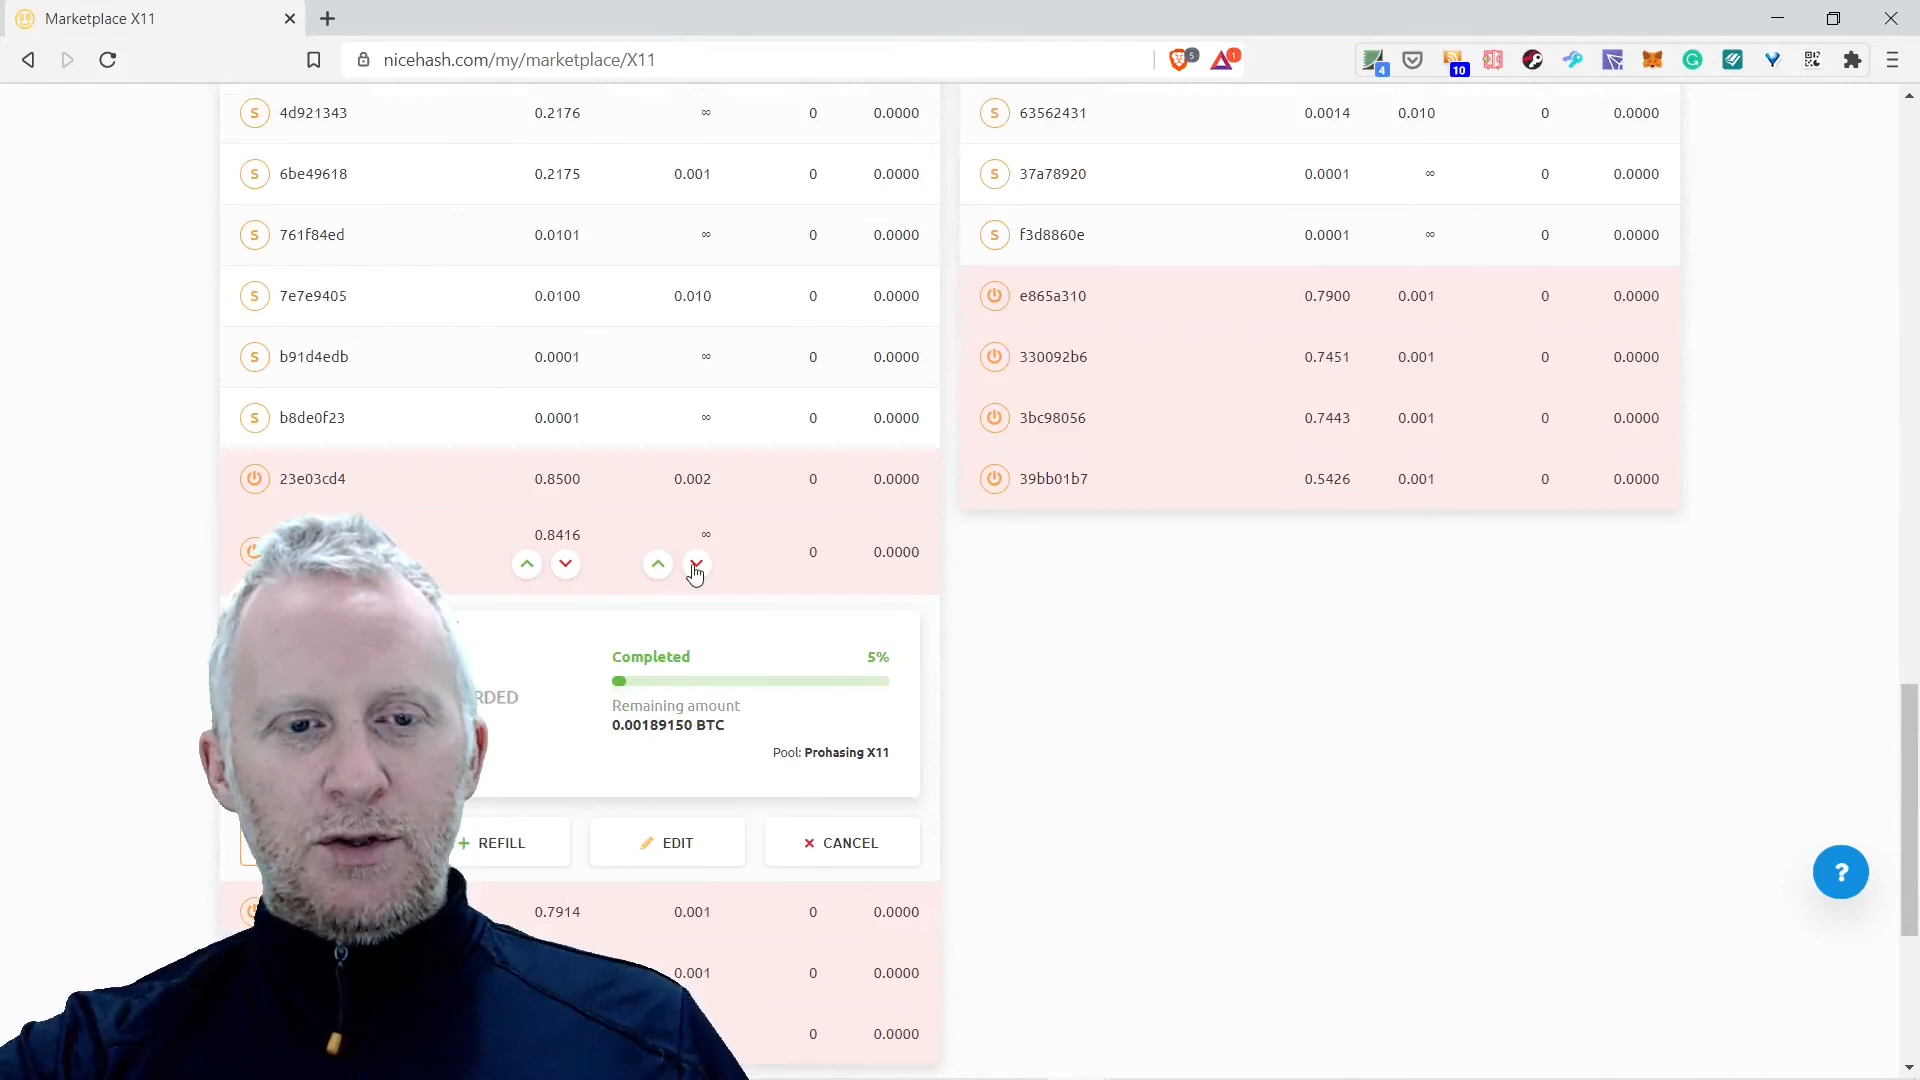 Marketplace X11
nicehash.com/my/marketplace/X11
5
1
4
10
S 4d921343 0.2176 ∞ 0 0.0000
S 6be49618 0.2175 0.001 0 0.0000
S 761f84ed 0.0101 ∞ 0 0.0000
S 7e7e9405 0.0100 0.010 0 0.0000
S b91d4edb 0.0001 ∞ 0 0.0000
S b8de0f23 0.0001 ∞ 0 0.0000
23e03cd4 0.8500 0.002 0 0.0000
0.8416 ∞ 0 0.0000
Completed 5%
RDED
Remaining amount
0.00189150 BTC
Pool: Prohasing X11
+ REFILL
EDIT
CANCEL
0.7914 0.001 0 0.0000
0.001 0 0.0000
0 0.0000
S 63562431 0.0014 0.010 0 0.0000
S 37a78920 0.0001 ∞ 0 0.0000
S f3d8860e 0.0001 ∞ 0 0.0000
e865a310 0.7900 0.001 0 0.0000
330092b6 0.7451 0.001 0 0.0000
3bc98056 0.7443 0.001 0 0.0000
39bb01b7 0.5426 0.001 0 0.0000
?